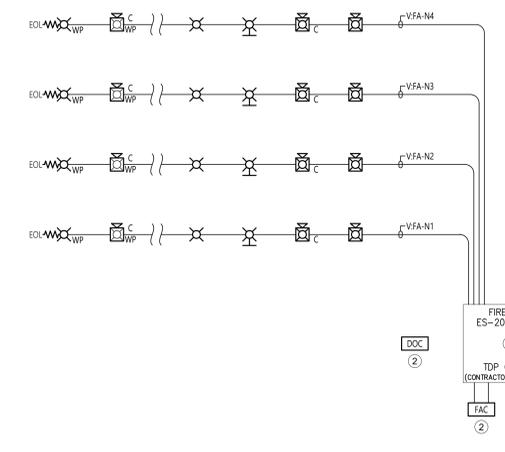 V:FA-N4
EOL
WP
C
WP
C
V:FA-N3
EOL
WP
C
WP
C
V:FA-N2
EOL
WP
C
WP
C
V:FA-N1
EOL
WP
C
WP
C
FIRE
ES-20
DOC
2
TDP
(CONTRACTO
FAC
2